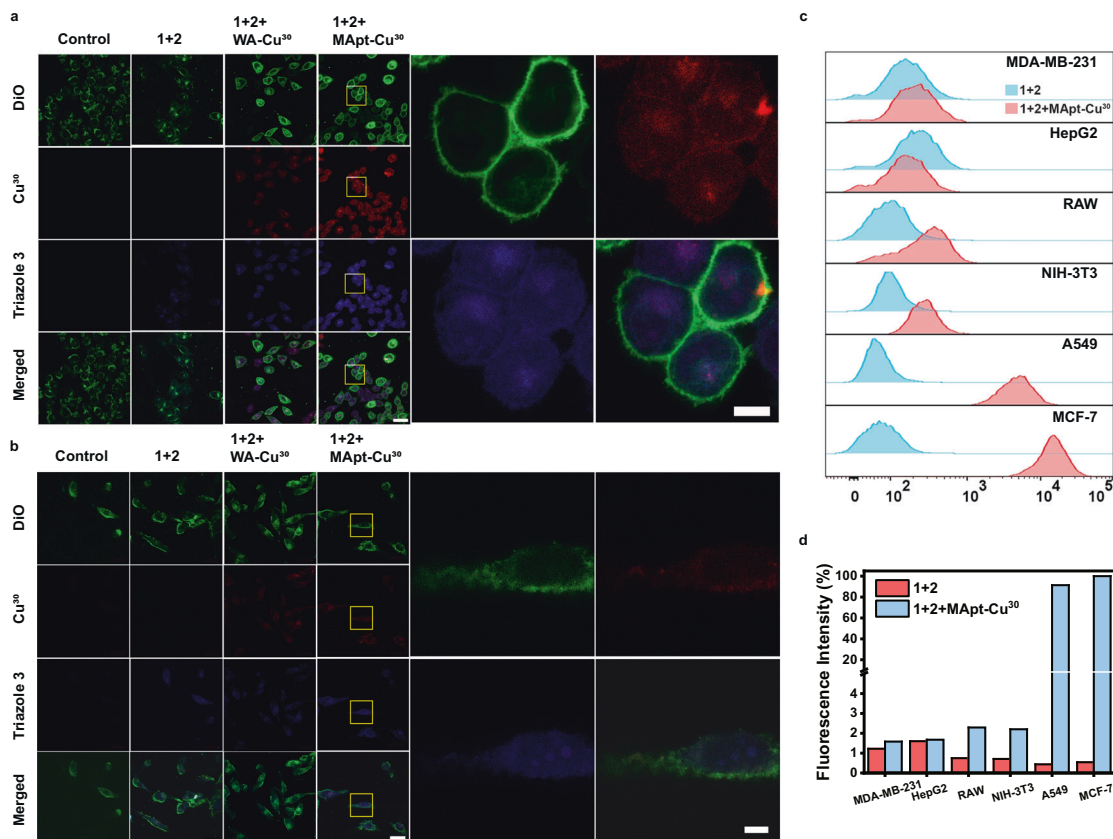 a
Control
1+2
1+2+
WA-Cu³⁰
1+2+
MApt-Cu³⁰
DiO
Cu³⁰
Triazole 3
Merged
b
Control
1+2
1+2+
WA-Cu³⁰
1+2+
MApt-Cu³⁰
DiO
Cu³⁰
Triazole 3
Merged
c
MDA-MB-231
1+2
1+2+MApt-Cu³⁰
HepG2
RAW
NIH-3T3
A549
MCF-7
0 10² 10³ 10⁴ 10⁵
d
Fluorescence Intensity (%)
1+2
1+2+MApt-Cu³⁰
100
80
60
40
20
4
3
2
1
0
MDA-MB-231 HepG2 RAW NIH-3T3 A549 MCF-7